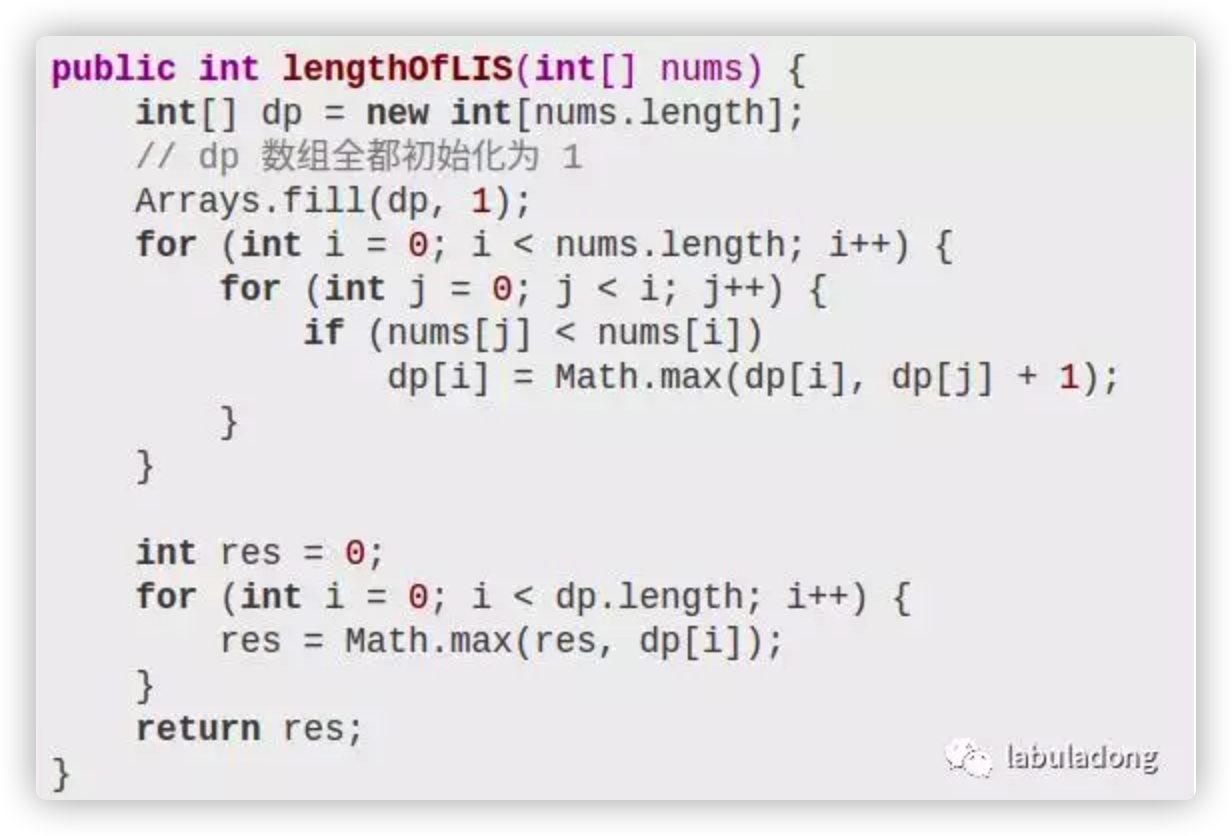 public int lengthOfLIS(int[] nums) {
    int[] dp = new int[nums.length];
    // dp 数组全都初始化为 1
    Arrays.fill(dp, 1);
    for (int i = 0; i < nums.length; i++) {
        for (int j = 0; j < i; j++) {
            if (nums[j] < nums[i])
                dp[i] = Math.max(dp[i], dp[j] + 1);
        }
    }

    int res = 0;
    for (int i = 0; i < dp.length; i++) {
        res = Math.max(res, dp[i]);
    }
    return res;
}
labuladong